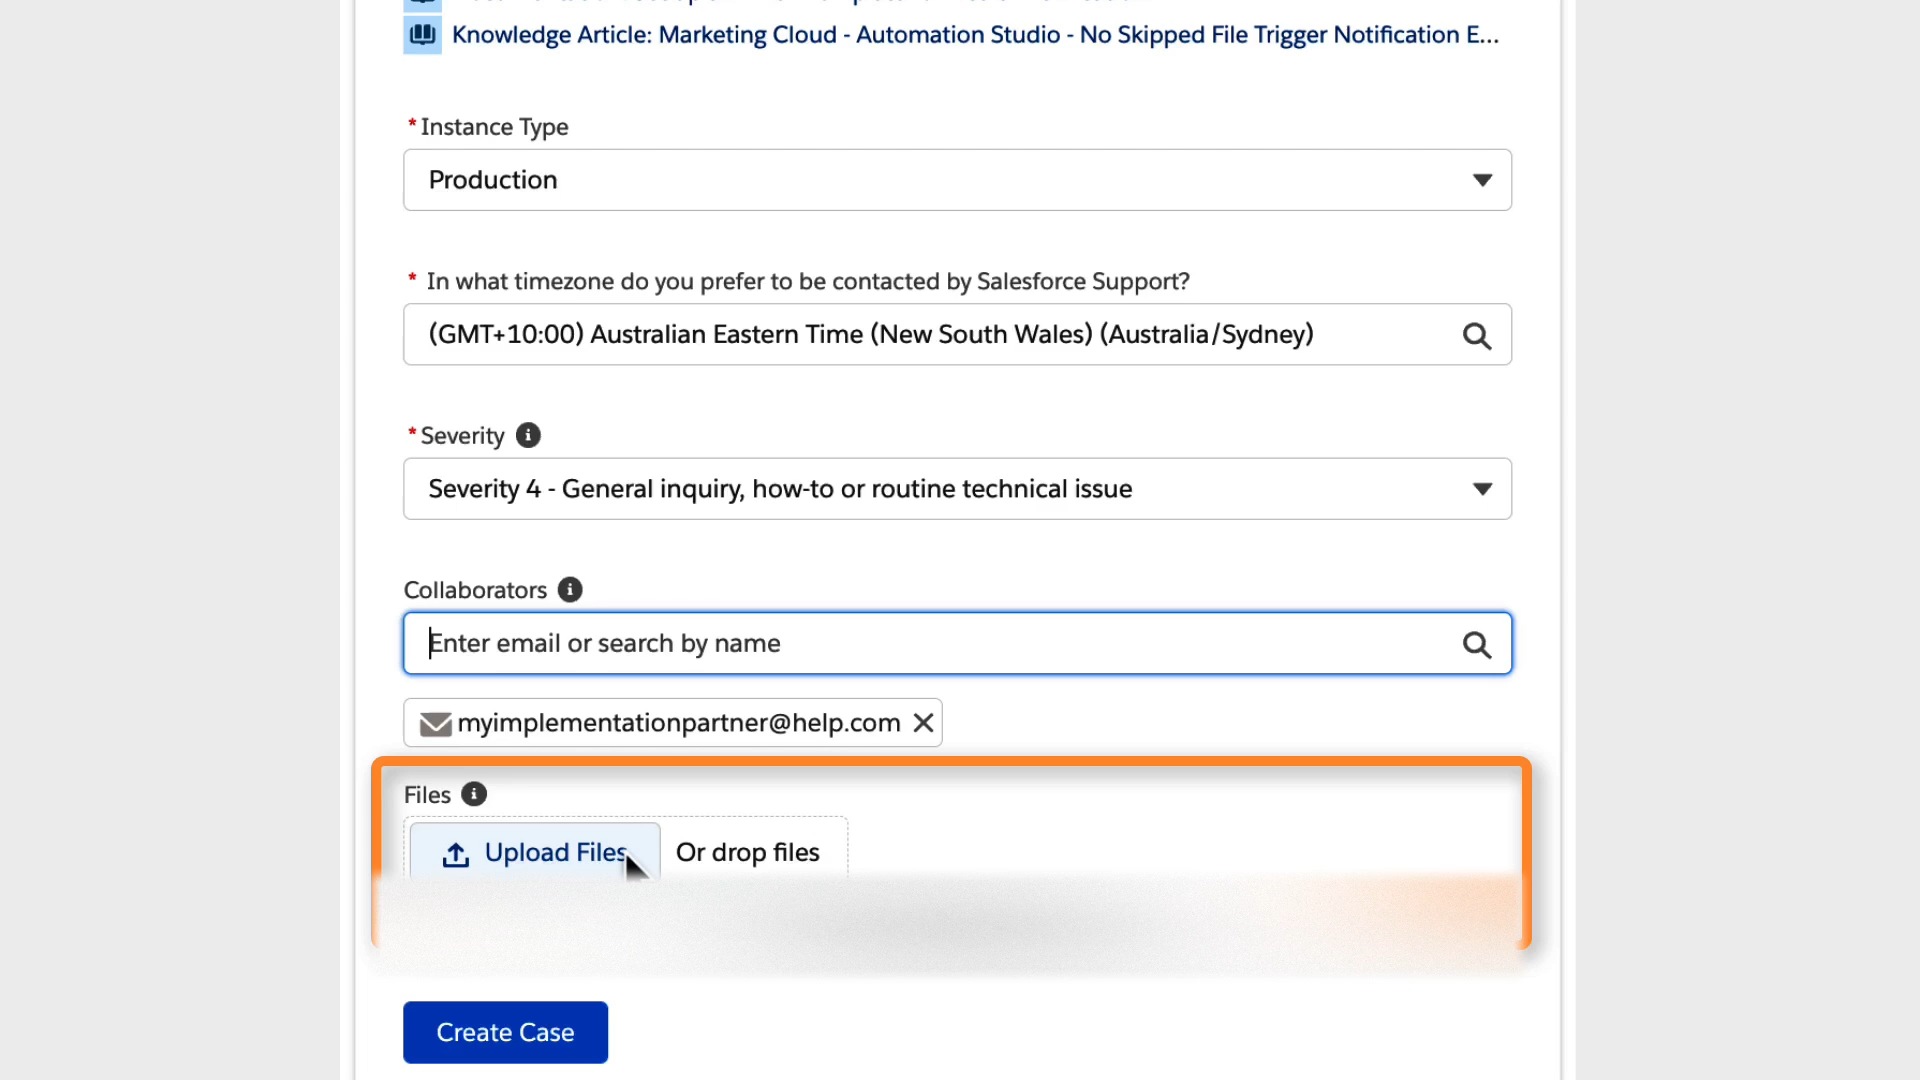 Knowledge Article: Marketing Cloud - Automation Studio - No Skipped File Trigger Notification E...
* Instance Type
Production
* In what timezone do you prefer to be contacted by Salesforce Support?
(GMT+10:00) Australian Eastern Time (New South Wales) (Australia/Sydney)
* Severity
Severity 4 - General inquiry, how-to or routine technical issue
Collaborators
Enter email or search by name
myimplementationpartner@help.com
Files
Upload Files Or drop files
Create Case